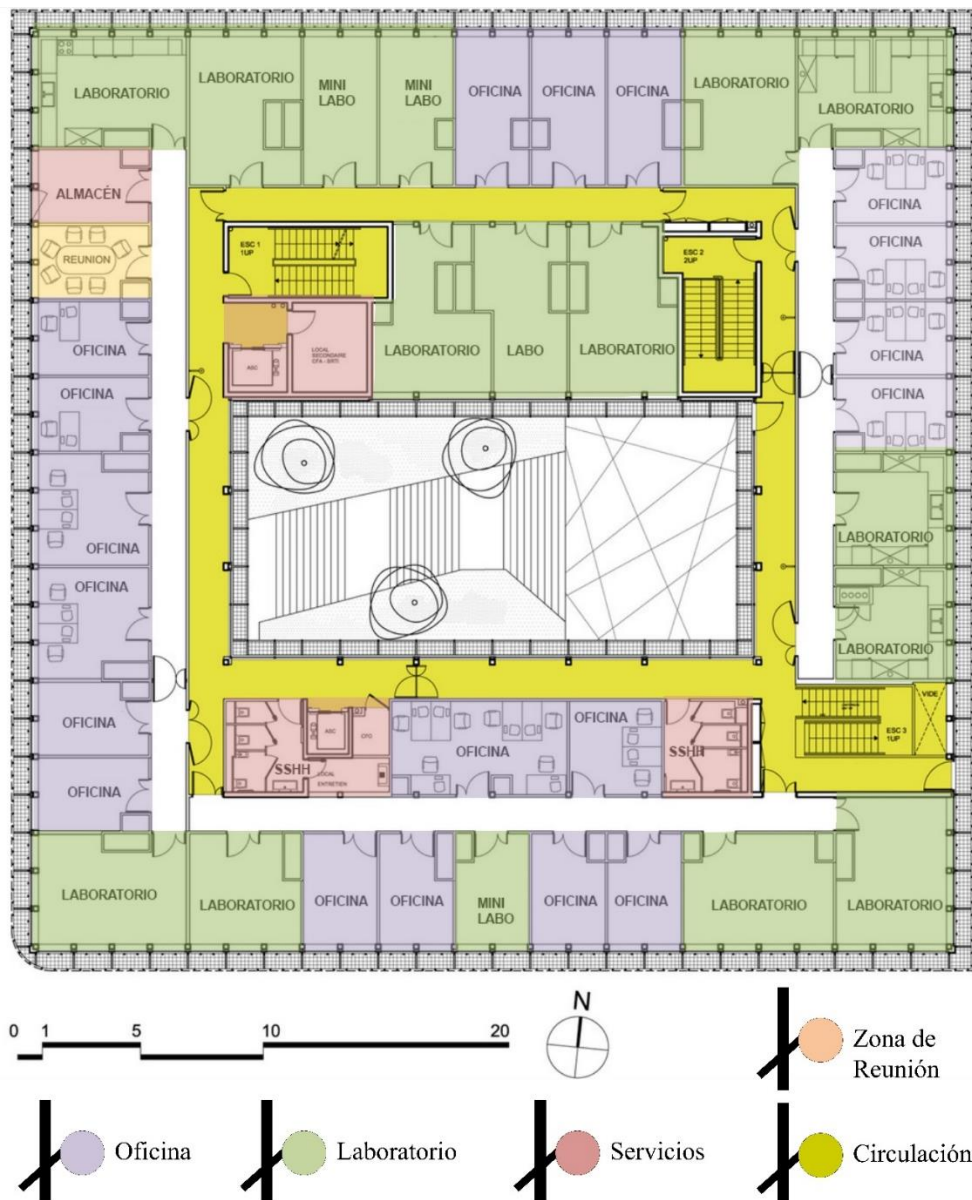 LABORATORIO
LABORATORIO
MINI
LABO
MINI
LABO
OFICINA
OFICINA
OFICINA
LABORATORIO
LABORATORIO
ALMACÉN
REUNION
OFICINA
OFICINA
OFICINA
OFICINA
OFICINA
OFICINA
ESC 1
1UP
ESC 2
2UP
LABORATORIO
LABO
LABORATORIO
ASC
LOCAL
SECONDAIRE
OFICINA
OFICINA
OFICINA
OFICINA
LABORATORIO
LABORATORIO
VIDE
ESC 3
1UP
SSHH
ASC
LOCAL
ENTRETIEN
OFICINA
OFICINA
SSHH
LABORATORIO
LABORATORIO
OFICINA
OFICINA
MINI
LABO
OFICINA
OFICINA
LABORATORIO
LABORATORIO
0 1 5 10 20
N
Zona de
Reunión
Oficina
Laboratorio
Servicios
Circulación